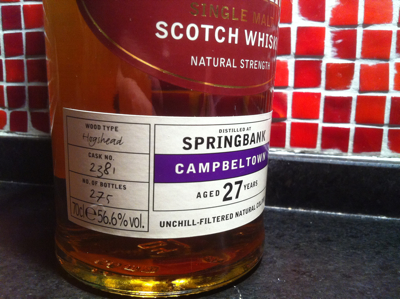 SINGLE MALT
SCOTCH WHISKY
NATURAL STRENGTH
WOOD TYPE
Hogshead
CASK NO.
2381
NO. OF BOTTLES
275
70cl e 56.6% vol.
DISTILLED AT
SPRINGBANK
CAMPBELTOWN
AGED 27 YEARS
UNCHILL-FILTERED NATURAL